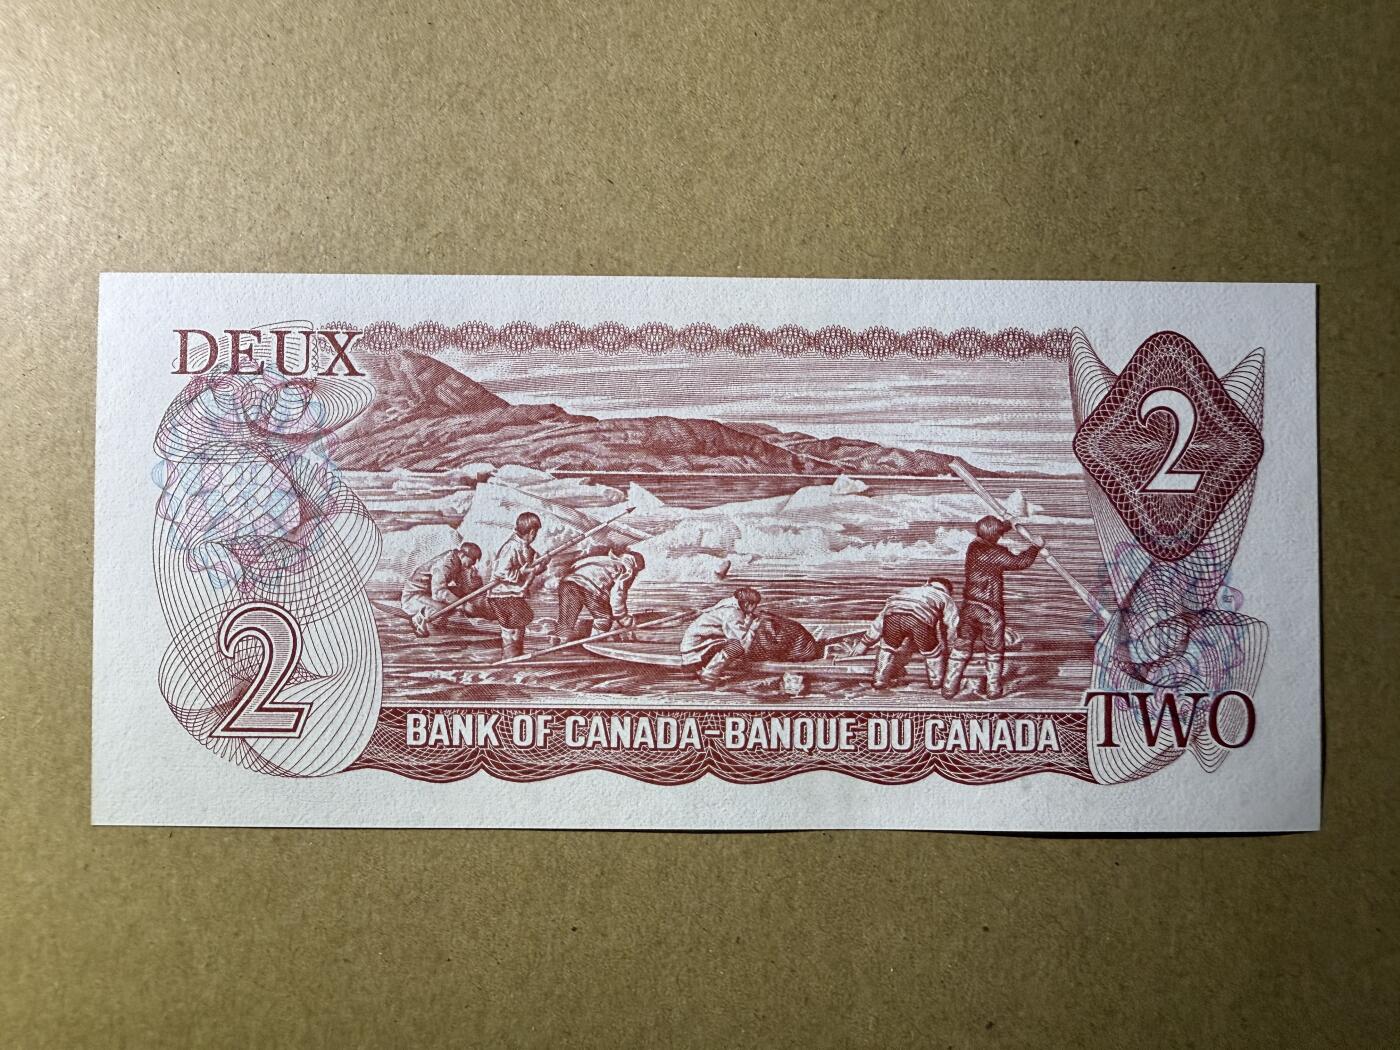 DEUX
2
2
BANK OF CANADA-BANQUE DU CANADA
TWO